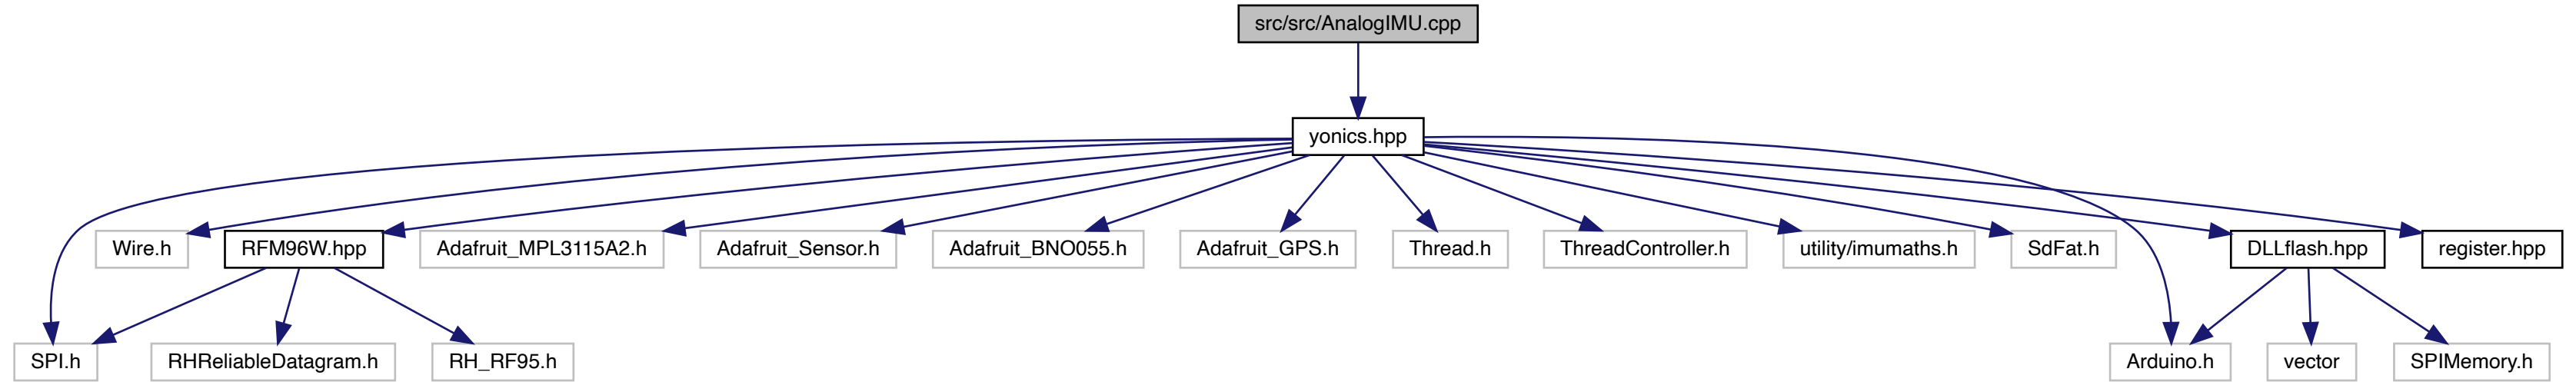 src/src/AnalogIMU.cpp
yonics.hpp
Wire.h
RFM96W.hpp
Adafruit_MPL3115A2.h
Adafruit_Sensor.h
Adafruit_BNO055.h
Adafruit_GPS.h
Thread.h
ThreadController.h
utility/imumaths.h
SdFat.h
DLLflash.hpp
register.hpp
SPI.h
RHReliableDatagram.h
RH_RF95.h
Arduino.h
vector
SPIMemory.h